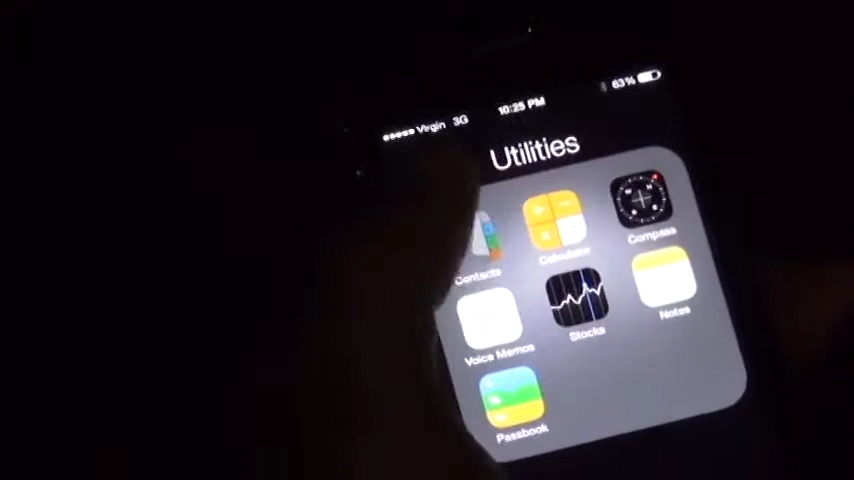 Virgin 3G 10:25 PM 63%
Utilities
Contacts Calculator Compass
Voice Memos Stocks Notes
Passbook